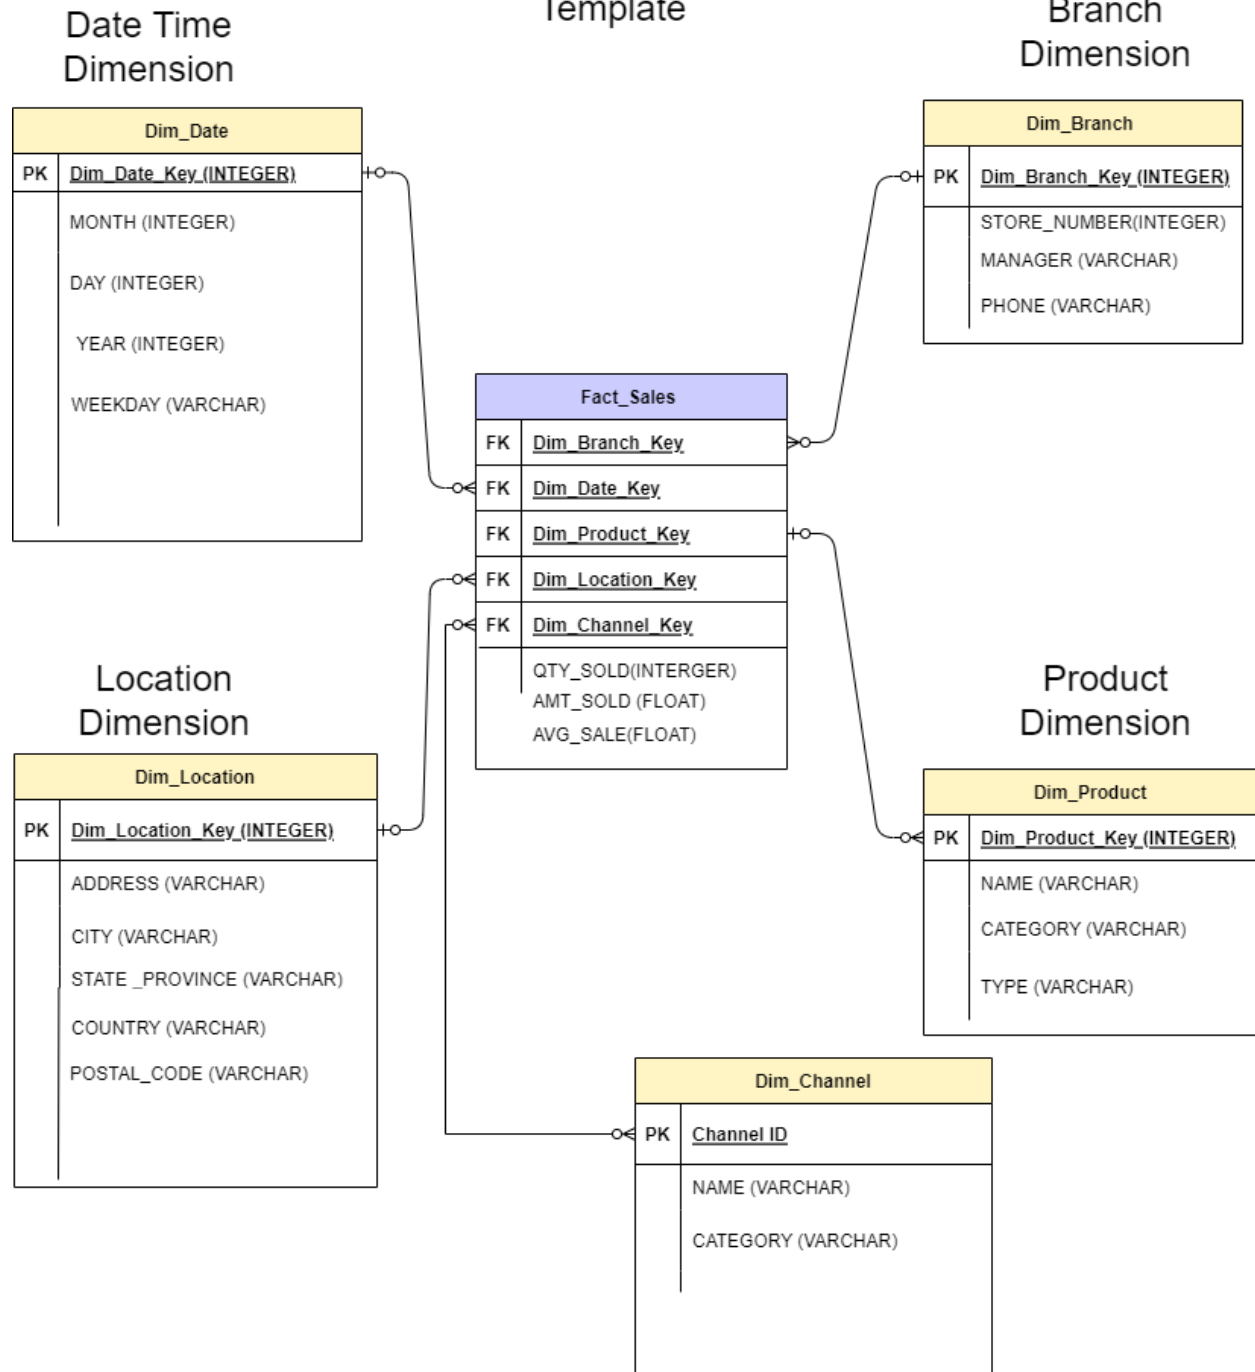 Date Time
Dimension
Template
Branch
Dimension
Dim_Date
PK Dim_Date_Key (INTEGER)
MONTH (INTEGER)
DAY (INTEGER)
YEAR (INTEGER)
WEEKDAY (VARCHAR)
Dim_Branch
PK Dim_Branch_Key (INTEGER)
STORE_NUMBER(INTEGER)
MANAGER (VARCHAR)
PHONE (VARCHAR)
Fact_Sales
FK Dim_Branch_Key
FK Dim_Date_Key
FK Dim_Product_Key
FK Dim_Location_Key
FK Dim_Channel_Key
QTY_SOLD(INTERGER)
AMT_SOLD (FLOAT)
AVG_SALE(FLOAT)
Location
Dimension
Dim_Location
PK Dim_Location_Key (INTEGER)
ADDRESS (VARCHAR)
CITY (VARCHAR)
STATE _PROVINCE (VARCHAR)
COUNTRY (VARCHAR)
POSTAL_CODE (VARCHAR)
Product
Dimension
Dim_Product
PK Dim_Product_Key (INTEGER)
NAME (VARCHAR)
CATEGORY (VARCHAR)
TYPE (VARCHAR)
Dim_Channel
PK Channel ID
NAME (VARCHAR)
CATEGORY (VARCHAR)